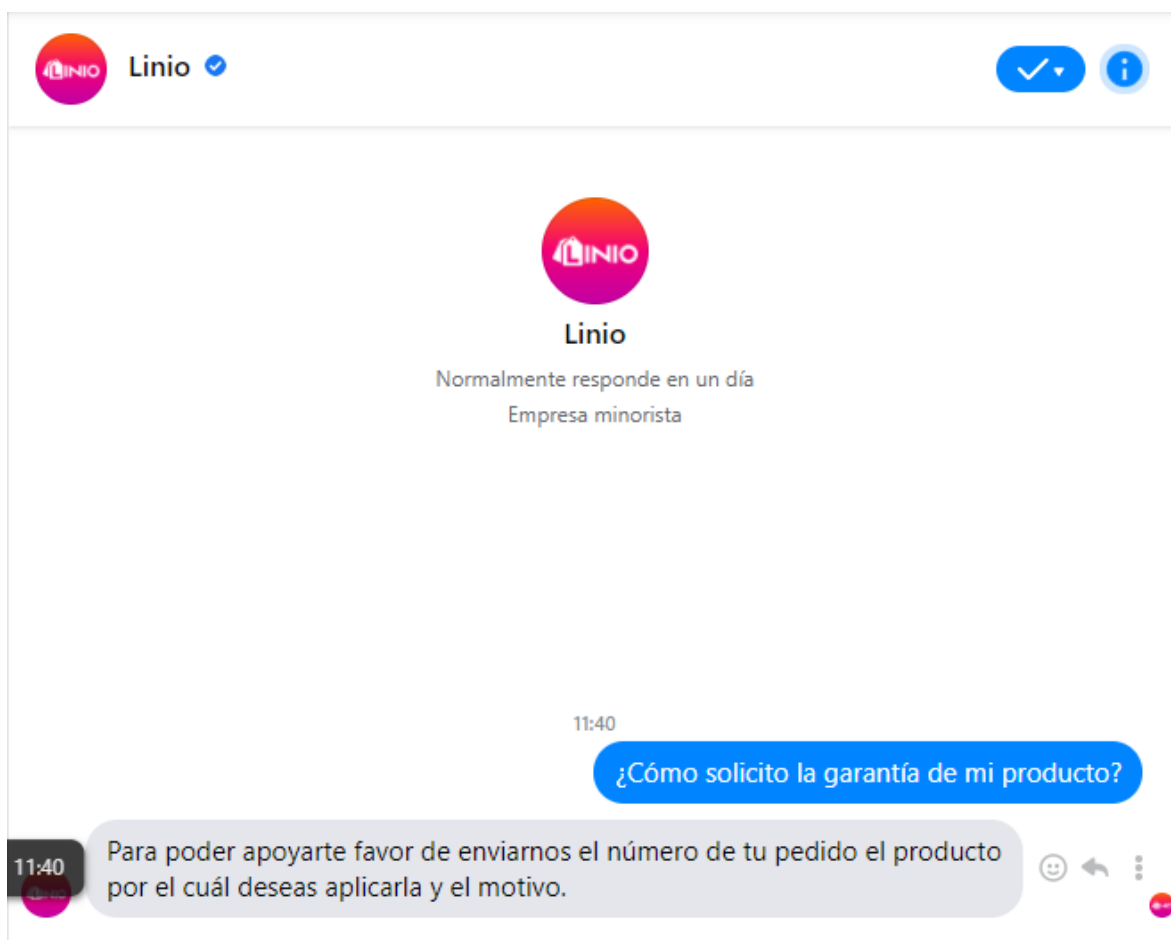 LINIO
Linio
LINIO
Linio
Normalmente responde en un día
Empresa minorista
11:40
¿Cómo solicito la garantía de mi producto?
11:40
Para poder apoyarte favor de enviarnos el número de tu pedido el producto
por el cuál deseas aplicarla y el motivo.